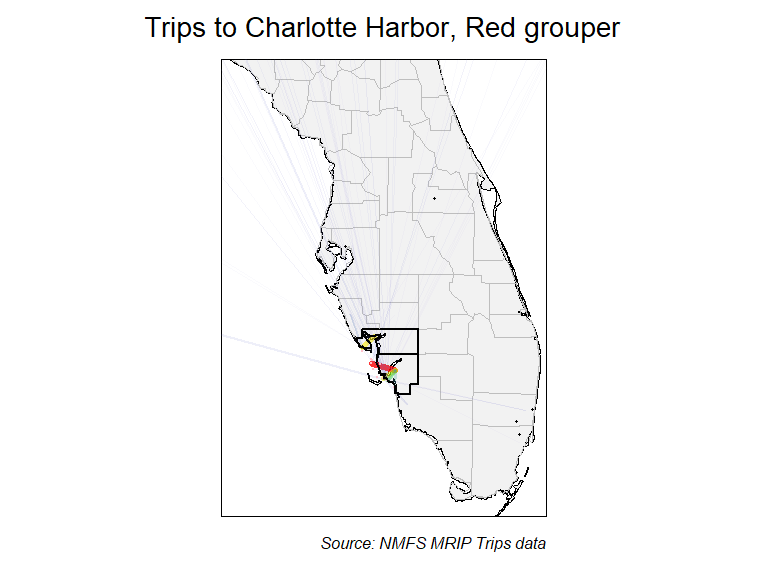 Trips to Charlotte Harbor, Red grouper
Source: NMFS MRIP Trips data